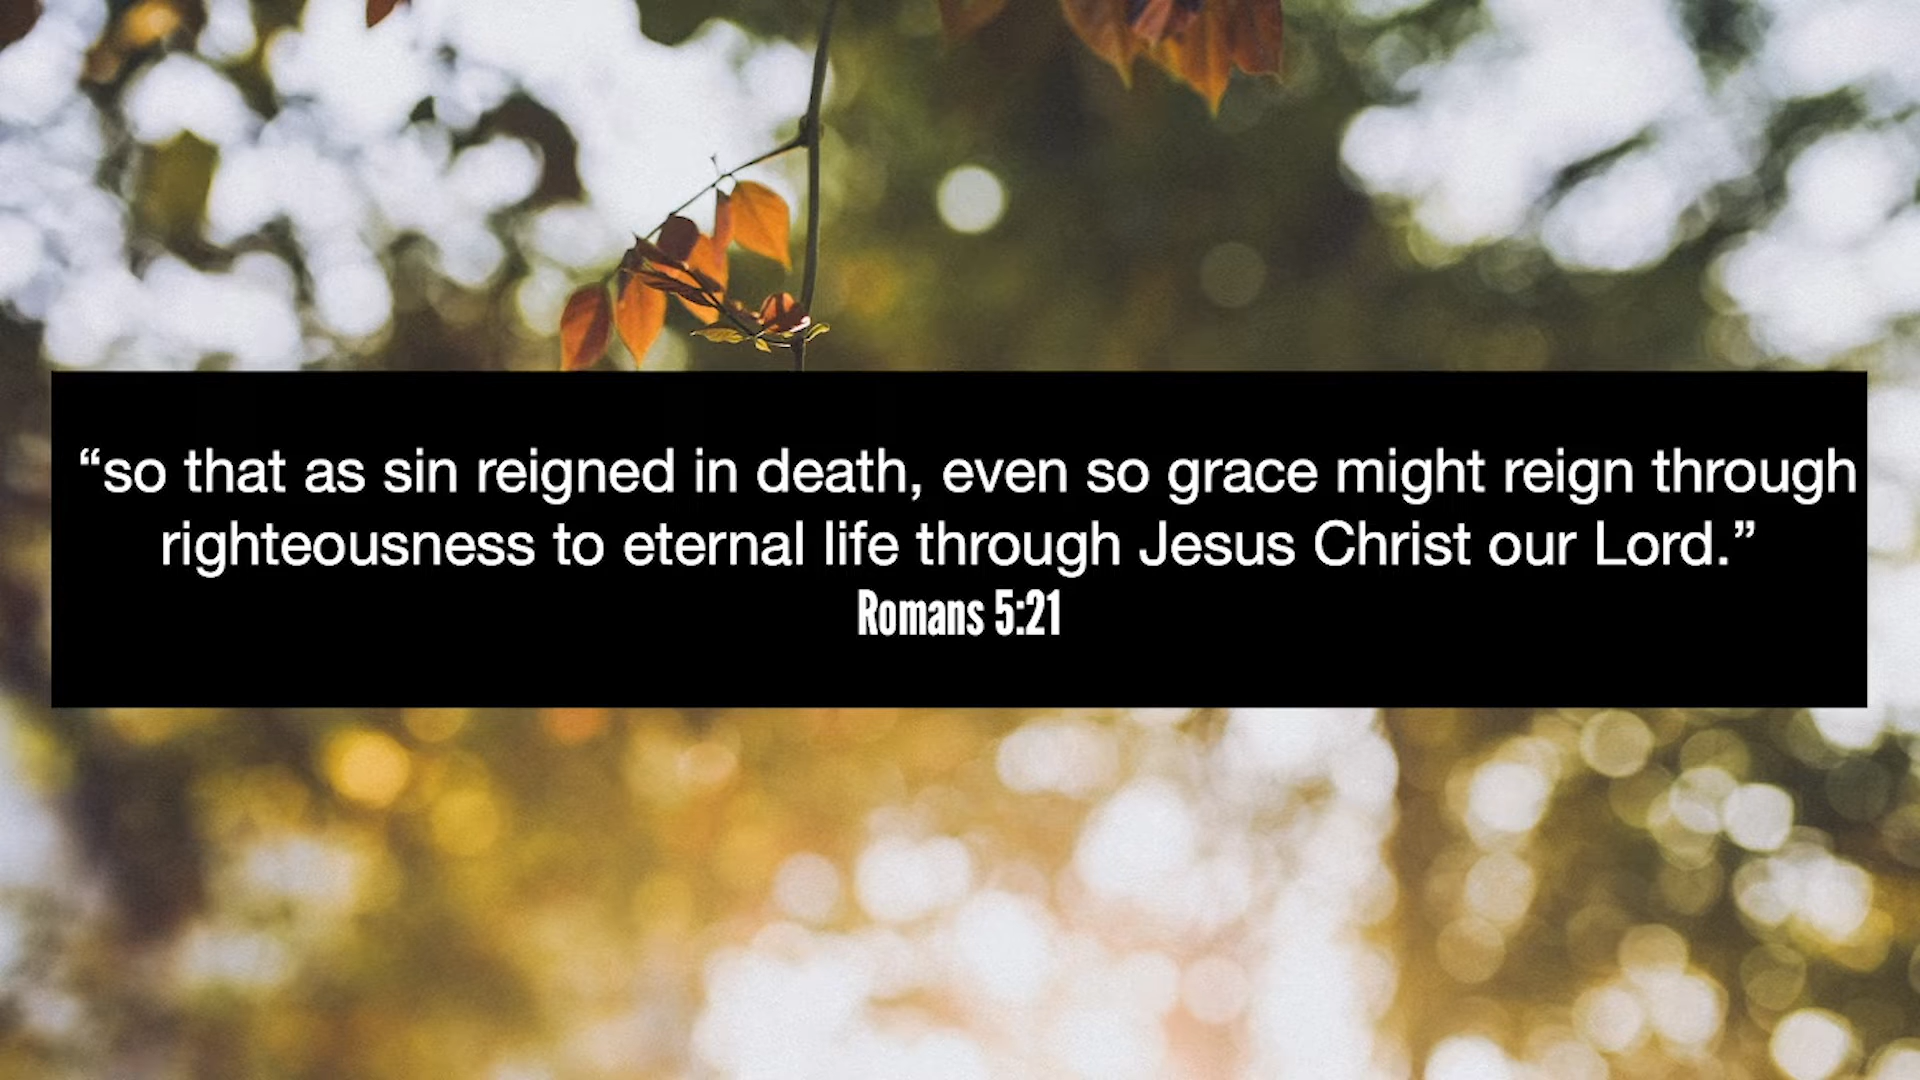 “so that as sin reigned in death, even so grace might reign through
righteousness to eternal life through Jesus Christ our Lord.”
Romans 5:21